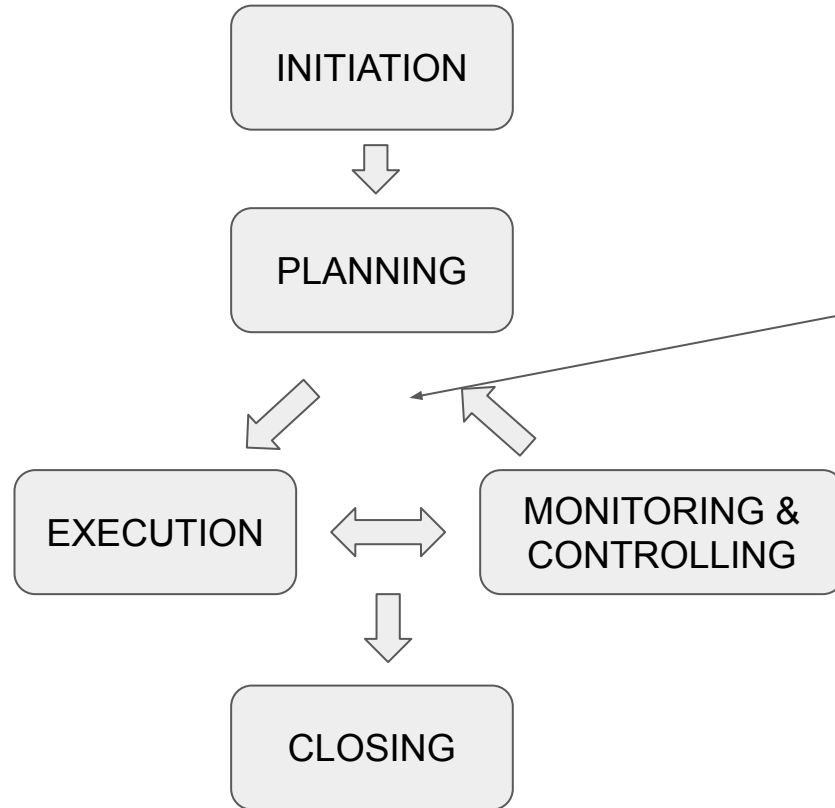 INITIATION
PLANNING
EXECUTION
MONITORING &
CONTROLLING
CLOSING